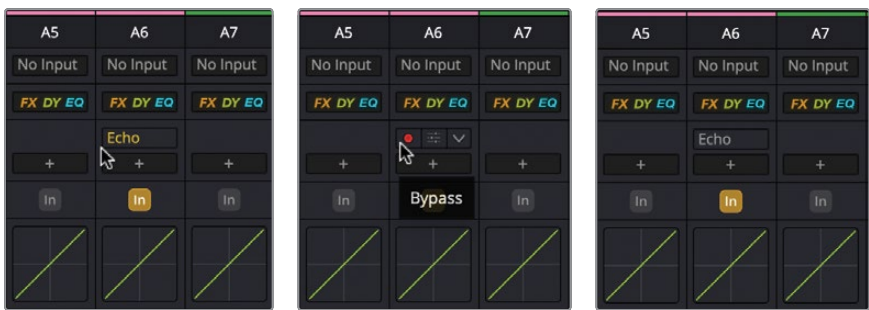 A5 A6 A7
No Input No Input No Input
FX DY EQ FX DY EQ FX DY EQ
Echo
+ + +
In In In
A5 A6 A7
No Input No Input No Input
FX DY EQ FX DY EQ FX DY EQ
+ + +
In Bypass In
A5 A6 A7
No Input No Input No Input
FX DY EQ FX DY EQ FX DY EQ
Echo
+ + +
In In In